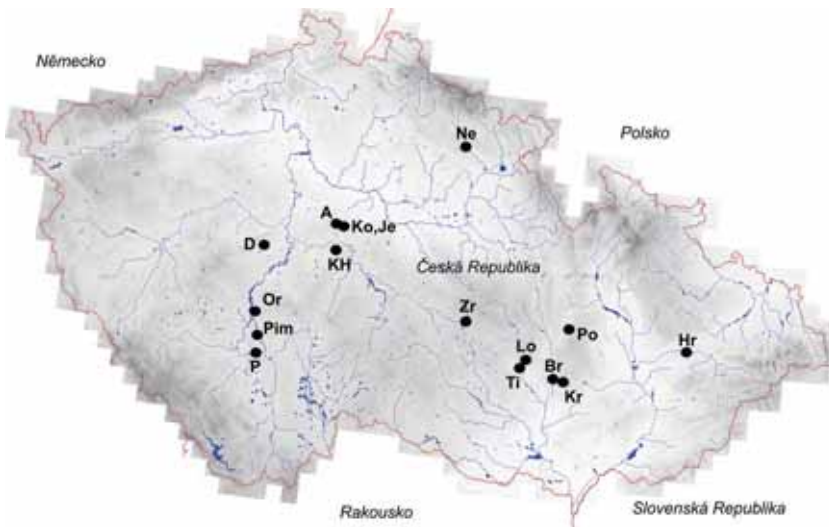 Německo
Polsko
Ne
A
Ko,Je
D
KH
Česká Republika
Or
Zr
Pim
Po
P
Lo
Hr
Ti
Br
Kr
Rakousko
Slovenská Republika